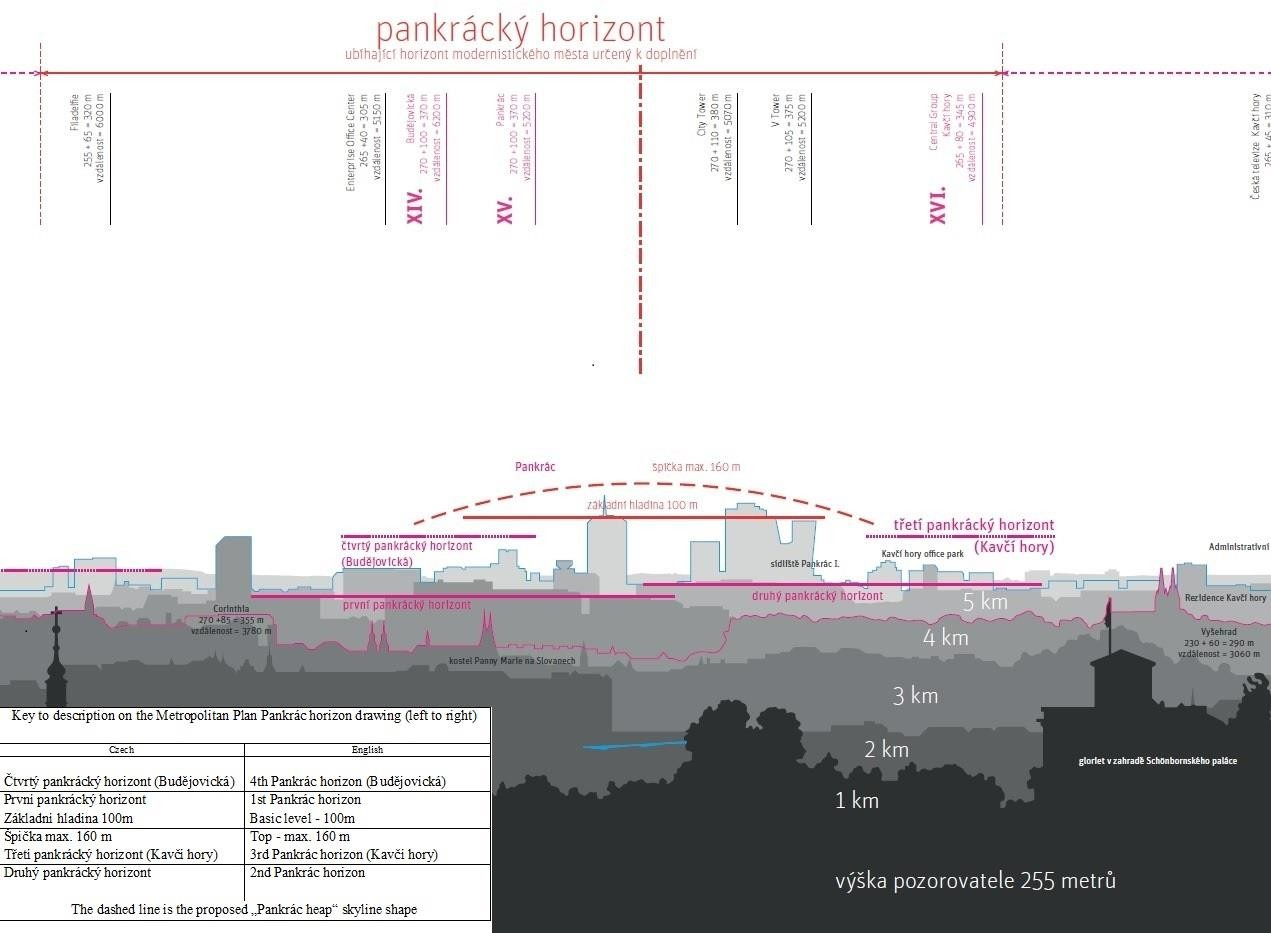 pankrácký horizont
ubíhající horizont modernistického města určený k doplnění
Filadelfie
255 + 65 = 320 m
vzdálenost = 6000 m
Enterprise Office Center
265 +40 = 305 m
vzdálenost = 5150 m
XIV.
Budějovická
270 +100 = 370 m
vzdálenost = 6200 m
XV.
Pankrác
270 +100 = 370 m
vzdálenost = 5200 m
City Tower
270 + 110 = 380 m
vzdálenost = 5070 m
V Tower
270 + 105 = 375 m
vzdálenost = 5200 m
XVI.
Central Group
Kavčí hory
265 + 80 = 345 m
vzdálenost = 4900 m
Česká televize Kavčí hory
265 + 45 = 310 m
Pankrác
špička max. 160 m
základní hladina 100 m
třetí pankrácký horizont
(Kavčí hory)
čtvrtý pankrácký horizont
(Budějovická)
Kavčí hory office park
Administrativní
sídliště Pankrác I.
první pankrácký horizont
druhý pankrácký horizont
5 km
Rezidence Kavčí hory
Corinthia
270 +85 = 355 m
vzdálenost = 3780 m
4 km
Vyšehrad
230 + 60 = 290 m
vzdálenost = 3060 m
kostel Panny Marie na Slovanech
3 km
2 km
gloriet v zahradě Schönbornského paláce
1 km
výška pozorovatele 255 metrů
Key to description on the Metropolitan Plan Pankrác horizon drawing (left to right)
Czech English
Čtvrtý pankrácký horizont (Budějovická) 4th Pankrác horizon (Budějovická)
První pankrácký horizont 1st Pankrác horizon
Základní hladina 100m Basic level - 100m
Špička max. 160 m Top - max. 160 m
Třetí pankrácký horizont (Kavčí hory) 3rd Pankrác horizon (Kavčí hory)
Druhý pankrácký horizont 2nd Pankrác horizon
The dashed line is the proposed „Pankrác heap“ skyline shape